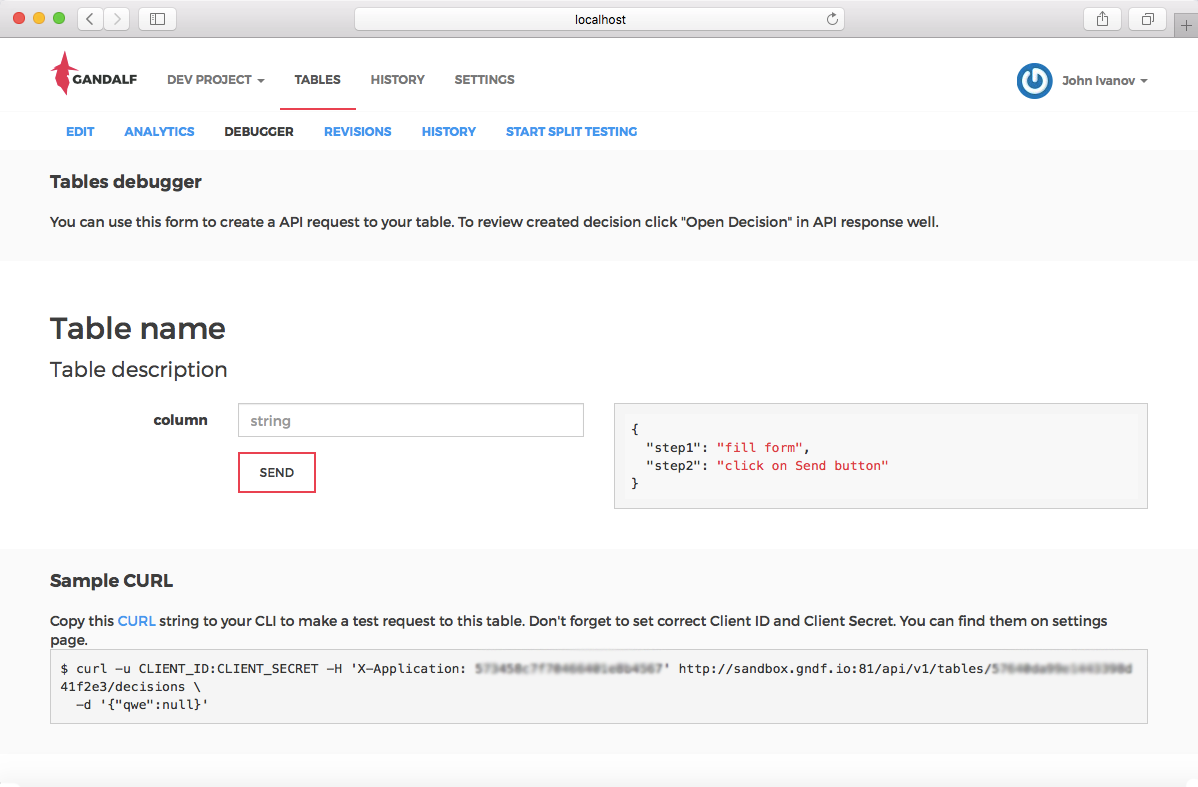 localhost
GANDALF DEV PROJECT TABLES HISTORY SETTINGS John Ivanov
EDIT ANALYTICS DEBUGGER REVISIONS HISTORY START SPLIT TESTING
Tables debugger
You can use this form to create a API request to your table. To review created decision click "Open Decision" in API response well.
Table name
Table description
column string
SEND
{
"step1": "fill form",
"step2": "click on Send button"
}
Sample CURL
Copy this CURL string to your CLI to make a test request to this table. Don't forget to set correct Client ID and Client Secret. You can find them on settings
page.
$ curl -u CLIENT_ID:CLIENT_SECRET -H 'X-Application: ' http://sandbox.gndf.io:81/api/v1/tables/
41f2e3/decisions \
-d '{"qwe":null}'